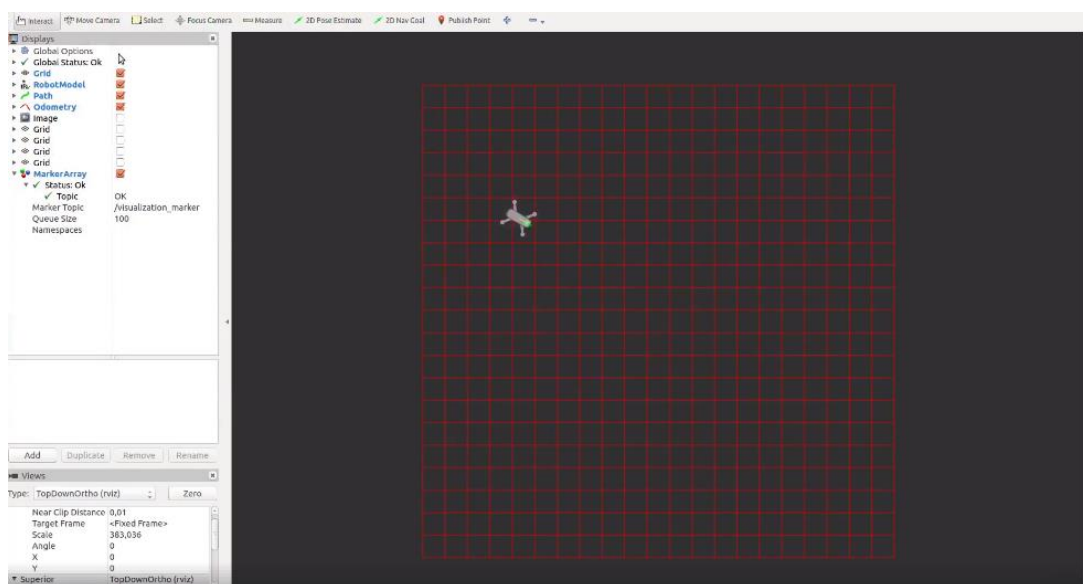 Interact Move Camera Select Focus Camera Measure 2D Pose Estimate 2D Nav Goal Publish Point
Displays
Global Options
Global Status: Ok
Grid
RobotModel
Path
Odometry
Image
Grid
Grid
Grid
Grid
MarkerArray
Status: Ok
Topic OK
Marker Topic /visualization_marker
Queue Size 100
Namespaces
Add Duplicate Remove Rename
Views
Type: TopDownOrtho (rviz) Zero
Near Clip Distance 0,01
Target Frame <Fixed Frame>
Scale 383,036
Angle 0
X 0
Y 0
Superior TopDownOrtho (rviz)